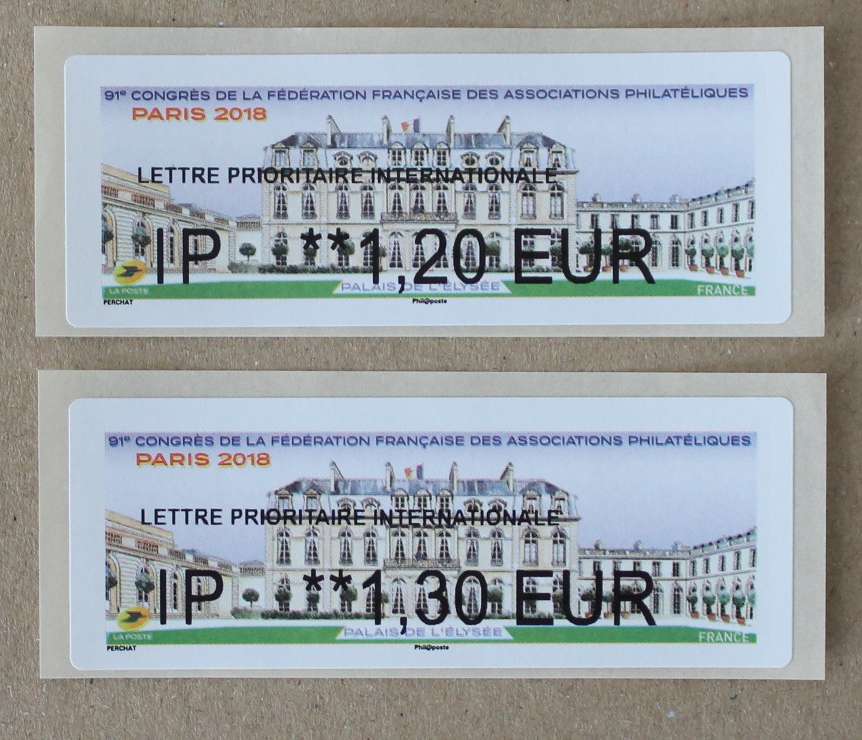 91e CONGRÈS DE LA FÉDÉRATION FRANÇAISE DES ASSOCIATIONS PHILATÉLIQUES
PARIS 2018
LETTRE PRIORITAIRE INTERNATIONALE
IP **1,20 EUR
LA POSTE PALAIS DE L'ÉLYSÉE FRANCE
PERCHAT Phil@poste
91e CONGRÈS DE LA FÉDÉRATION FRANÇAISE DES ASSOCIATIONS PHILATÉLIQUES
PARIS 2018
LETTRE PRIORITAIRE INTERNATIONALE
IP **1,30 EUR
LA POSTE PALAIS DE L'ÉLYSÉE FRANCE
PERCHAT Phil@poste